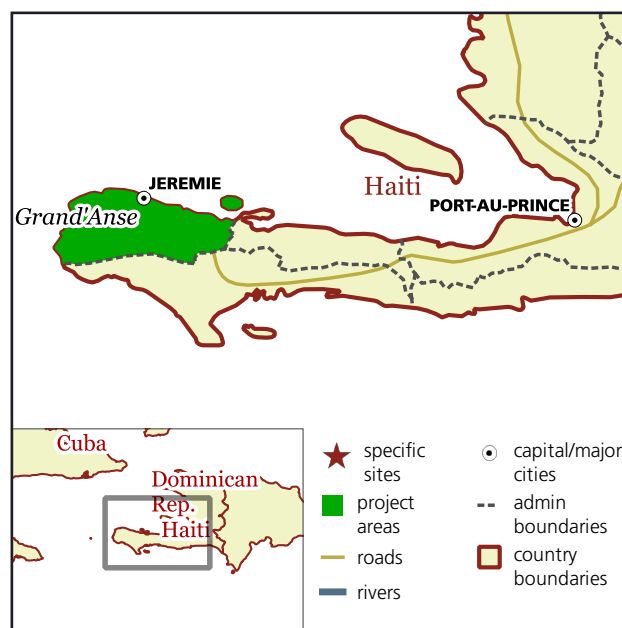 JEREMIE
Haiti
Grand'Anse
PORT-AU-PRINCE
Cuba
Dominican
Rep.
Haiti
specific
sites
project
areas
roads
rivers
capital/major
cities
admin
boundaries
country
boundaries